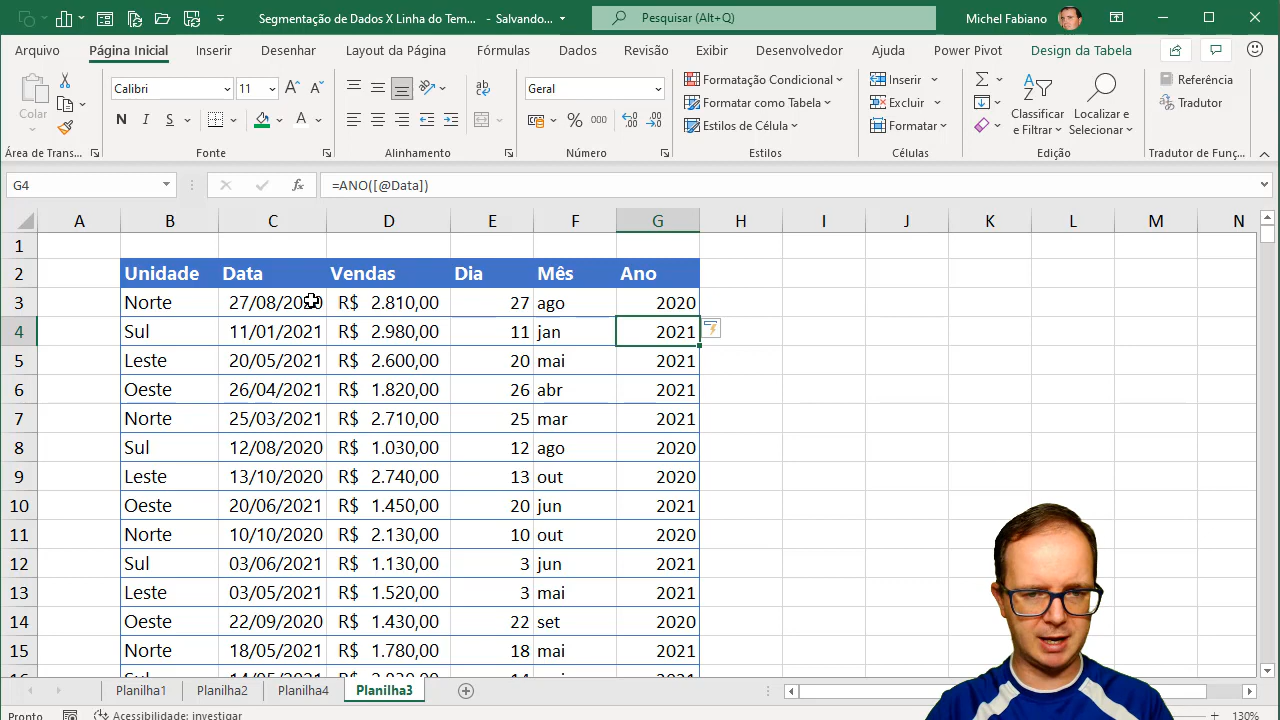 Segmentação de Dados X Linha do Tem... - Salvando...
Pesquisar (Alt+Q)
Michel Fabiano
Arquivo Página Inicial Inserir Desenhar Layout da Página Fórmulas Dados Revisão Exibir Desenvolvedor Ajuda Power Pivot Design da Tabela
Colar
Calibri 11
N I S A
Geral
% 000
Formatação Condicional
Formatar como Tabela
Estilos de Célula
Inserir
Excluir
Formatar
Classificar
e Filtrar
Localizar e
Selecionar
Referência
Tradutor
Área de Trans... Fonte Alinhamento Número Estilos Células Edição Tradutor de Funç...
G4 fx =ANO([@Data])
A B C D E F G H I J K L M N
1
2 Unidade Data Vendas Dia Mês Ano
3 Norte 27/08/2020 R$ 2.810,00 27 ago 2020
4 Sul 11/01/2021 R$ 2.980,00 11 jan 2021
5 Leste 20/05/2021 R$ 2.600,00 20 mai 2021
6 Oeste 26/04/2021 R$ 1.820,00 26 abr 2021
7 Norte 25/03/2021 R$ 2.710,00 25 mar 2021
8 Sul 12/08/2020 R$ 1.030,00 12 ago 2020
9 Leste 13/10/2020 R$ 2.740,00 13 out 2020
10 Oeste 20/06/2021 R$ 1.450,00 20 jun 2021
11 Norte 10/10/2020 R$ 2.130,00 10 out 2020
12 Sul 03/06/2021 R$ 1.130,00 3 jun 2021
13 Leste 03/05/2021 R$ 1.520,00 3 mai 2021
14 Oeste 22/09/2020 R$ 1.430,00 22 set 2020
15 Norte 18/05/2021 R$ 1.780,00 18 mai 2021
Planilha1 Planilha2 Planilha4 Planilha3
Pronto Acessibilidade: investigar 130%